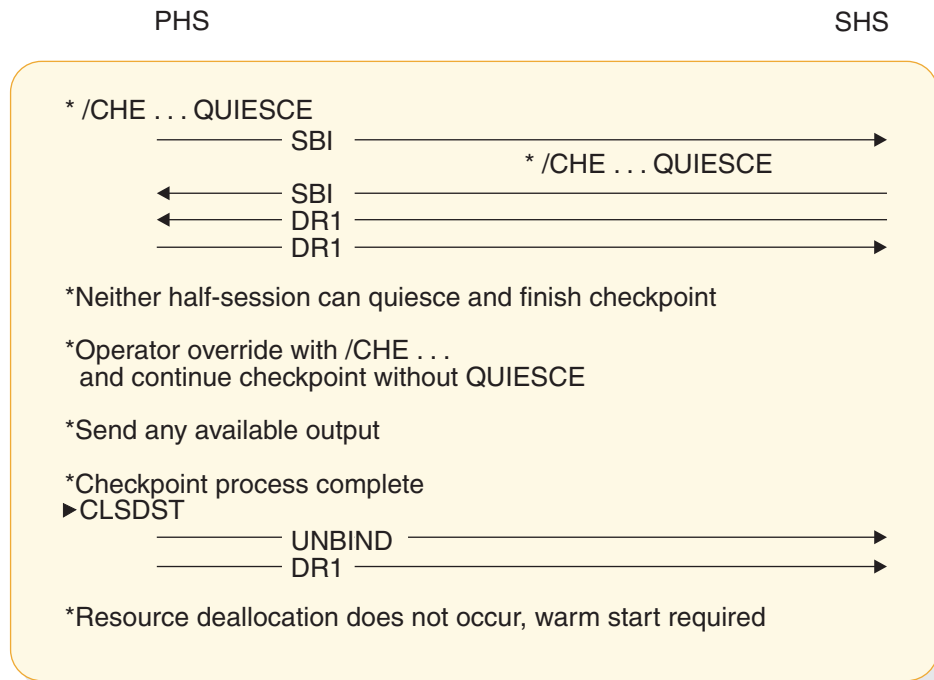 PHS SHS
* /CHE . . . QUIESCE
SBI
* /CHE . . . QUIESCE
SBI
DR1
DR1
*Neither half-session can quiesce and finish checkpoint
*Operator override with /CHE . . .
and continue checkpoint without QUIESCE
*Send any available output
*Checkpoint process complete
CLSDST
UNBIND
DR1
*Resource deallocation does not occur, warm start required